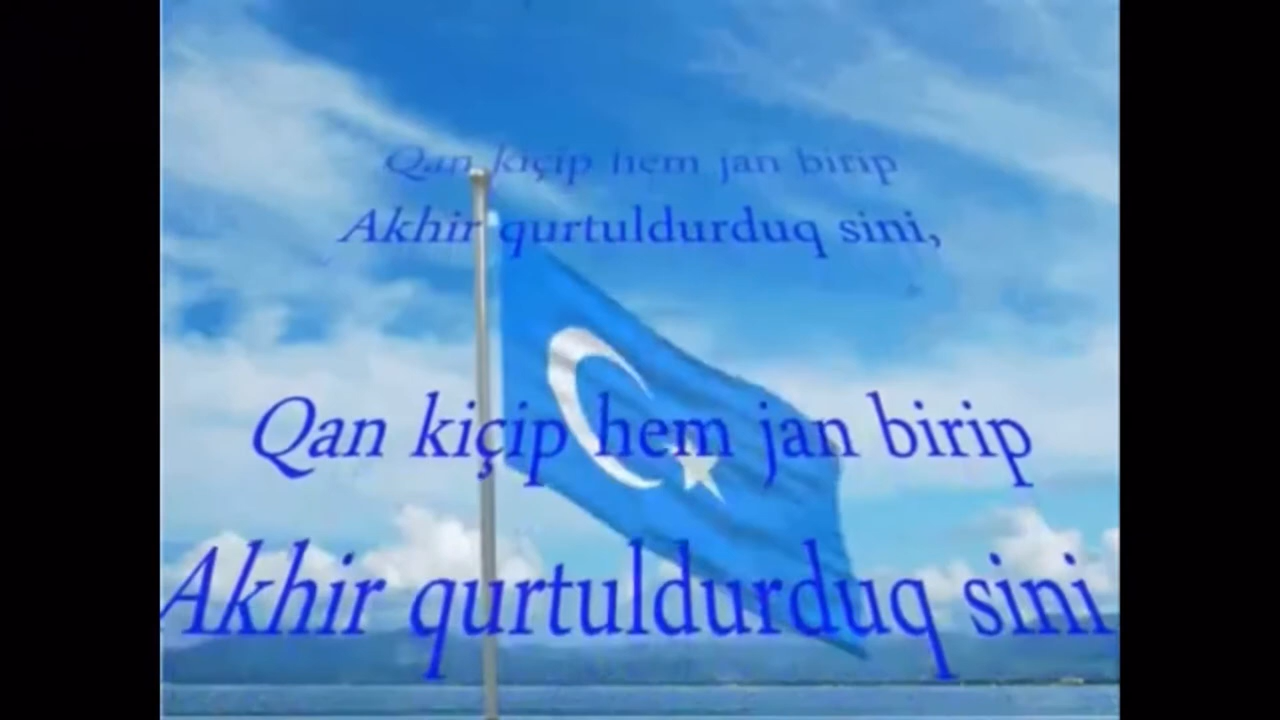 Qan kiçip hem jan birip
Akhir qurtuldurduq sini,
Qan kiçip hem jan birip
Akhir qurtuldurduq sini